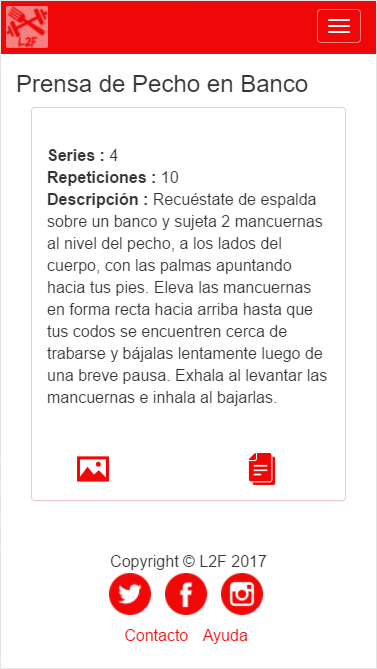 L2F
Prensa de Pecho en Banco
Series : 4
Repeticiones : 10
Descripción : Recuéstate de espalda
sobre un banco y sujeta 2 mancuernas
al nivel del pecho, a los lados del
cuerpo, con las palmas apuntando
hacia tus pies. Eleva las mancuernas
en forma recta hacia arriba hasta que
tus codos se encuentren cerca de
trabarse y bájalas lentamente luego de
una breve pausa. Exhala al levantar las
mancuernas e inhala al bajarlas.
Copyright © L2F 2017
Contacto Ayuda